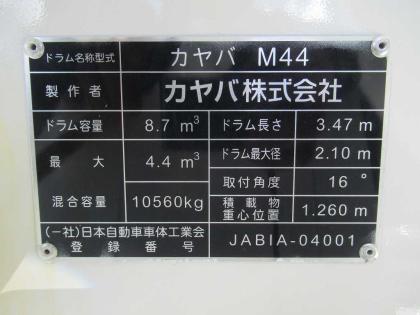 ドラム名称型式 カヤバ M44
製作者 カヤバ株式会社
ドラム容量 8.7 m³ ドラム長さ 3.47 m
最大 4.4 m³ ドラム最大径 2.10 m
取付角度 16 °
混合容量 10560kg 積載物重心位置 1.260 m
(一社)日本自動車車体工業会
登録番号 JABIA-04001